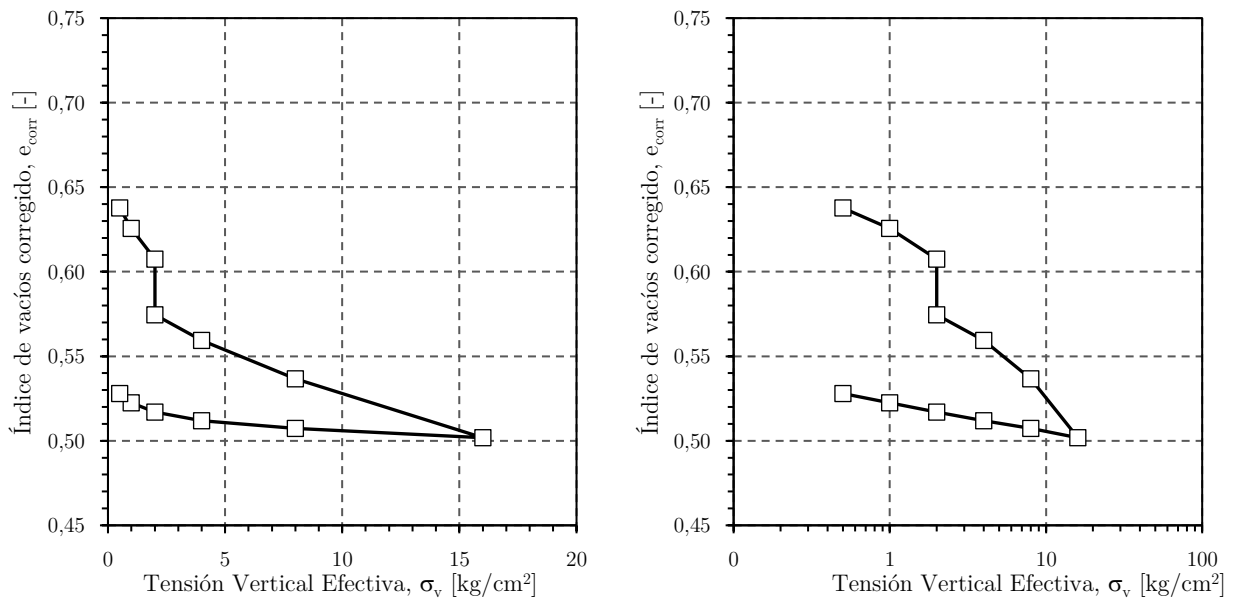 Índice de vacíos corregido, e_corr [-]
0,75
0,70
0,65
0,60
0,55
0,50
0,45
0 5 10 15 20
Tensión Vertical Efectiva, σ_v [kg/cm²]
Índice de vacíos corregido, e_corr [-]
0,75
0,70
0,65
0,60
0,55
0,50
0,45
0 1 10 100
Tensión Vertical Efectiva, σ_v [kg/cm²]